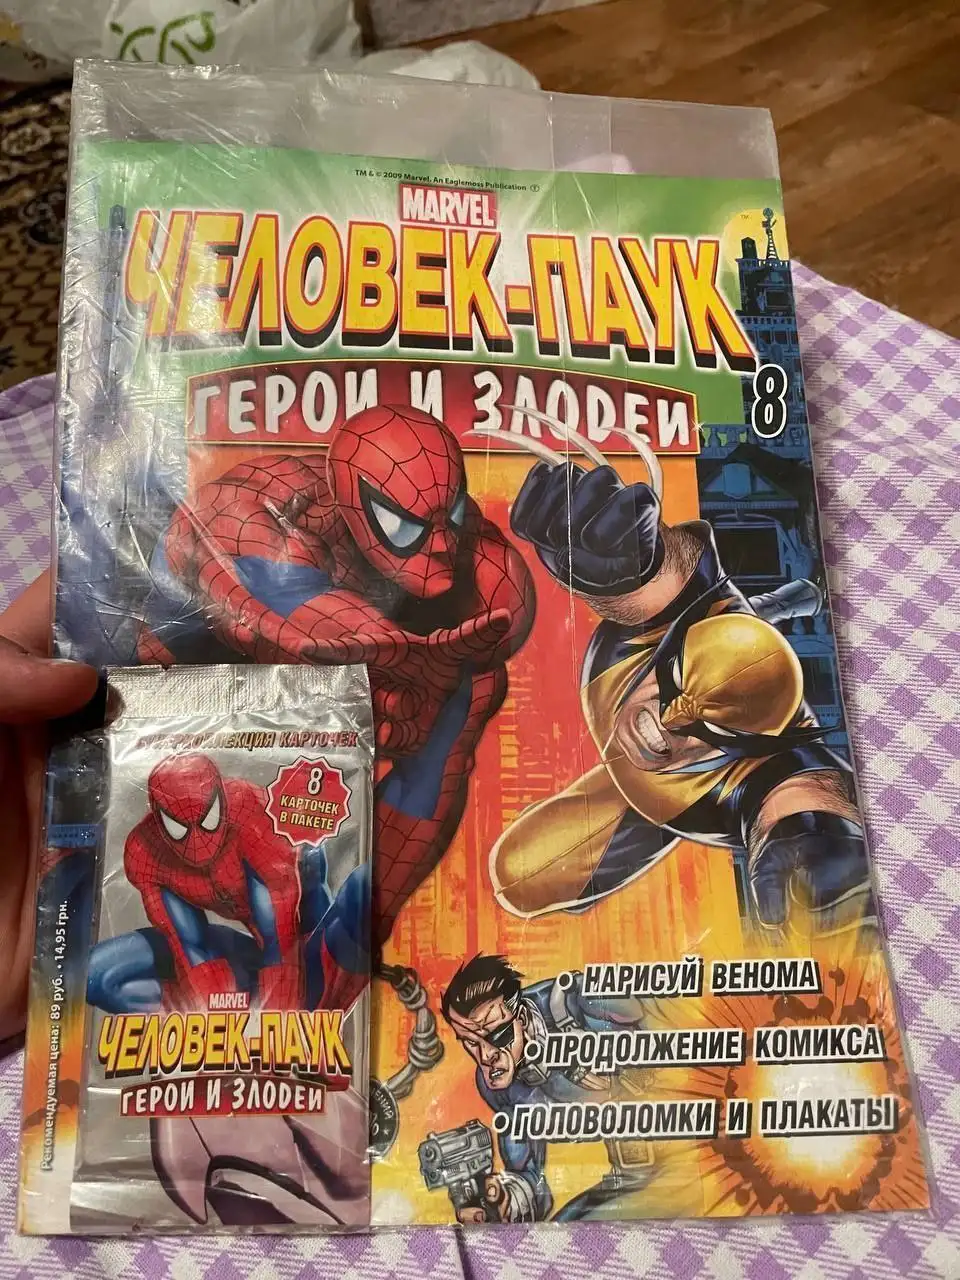 TM & © 2009 Marvel. An Eaglemoss Publication
MARVEL
ЧЕЛОВЕК-ПАУК
ГЕРОИ И ЗЛОДЕИ
8
СУПЕРКОЛЛЕКЦИЯ КАРТОЧЕК
8
КАРТОЧЕК
В ПАКЕТЕ
MARVEL
ЧЕЛОВЕК-ПАУК
ГЕРОИ И ЗЛОДЕИ
Рекомендуемая цена: 89 руб. • 14,95 грн.
• НАРИСУЙ ВЕНОМА
• ПРОДОЛЖЕНИЕ КОМИКСА
• ГОЛОВОЛОМКИ И ПЛАКАТЫ